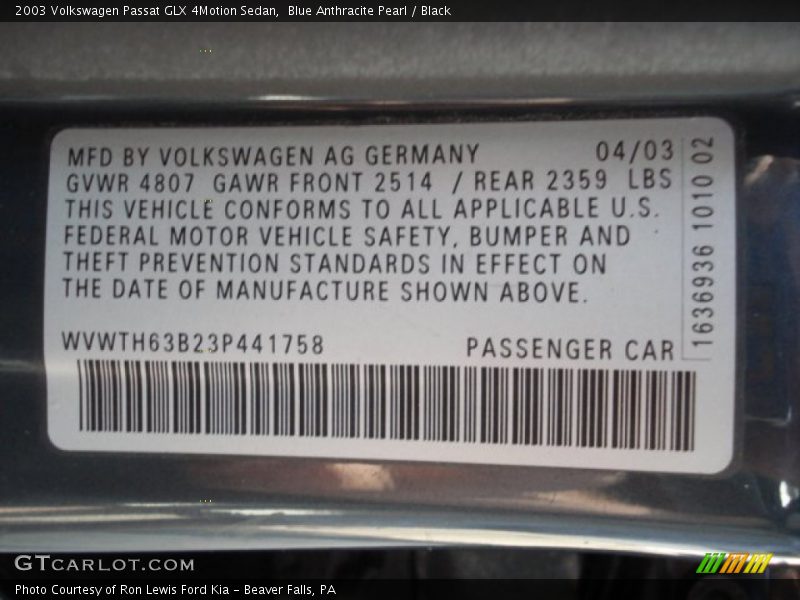 2003 Volkswagen Passat GLX 4Motion Sedan,  Blue Anthracite Pearl / Black
MFD BY VOLKSWAGEN AG GERMANY 04/03
GVWR 4807 GAWR FRONT 2514 / REAR 2359 LBS
THIS VEHICLE CONFORMS TO ALL APPLICABLE U.S.
FEDERAL MOTOR VEHICLE SAFETY, BUMPER AND
THEFT PREVENTION STANDARDS IN EFFECT ON
THE DATE OF MANUFACTURE SHOWN ABOVE.
WVWTH63B23P441758 PASSENGER CAR
1636936 1010 02
GTCARLOT.COM
Photo Courtesy of Ron Lewis Ford Kia - Beaver Falls, PA